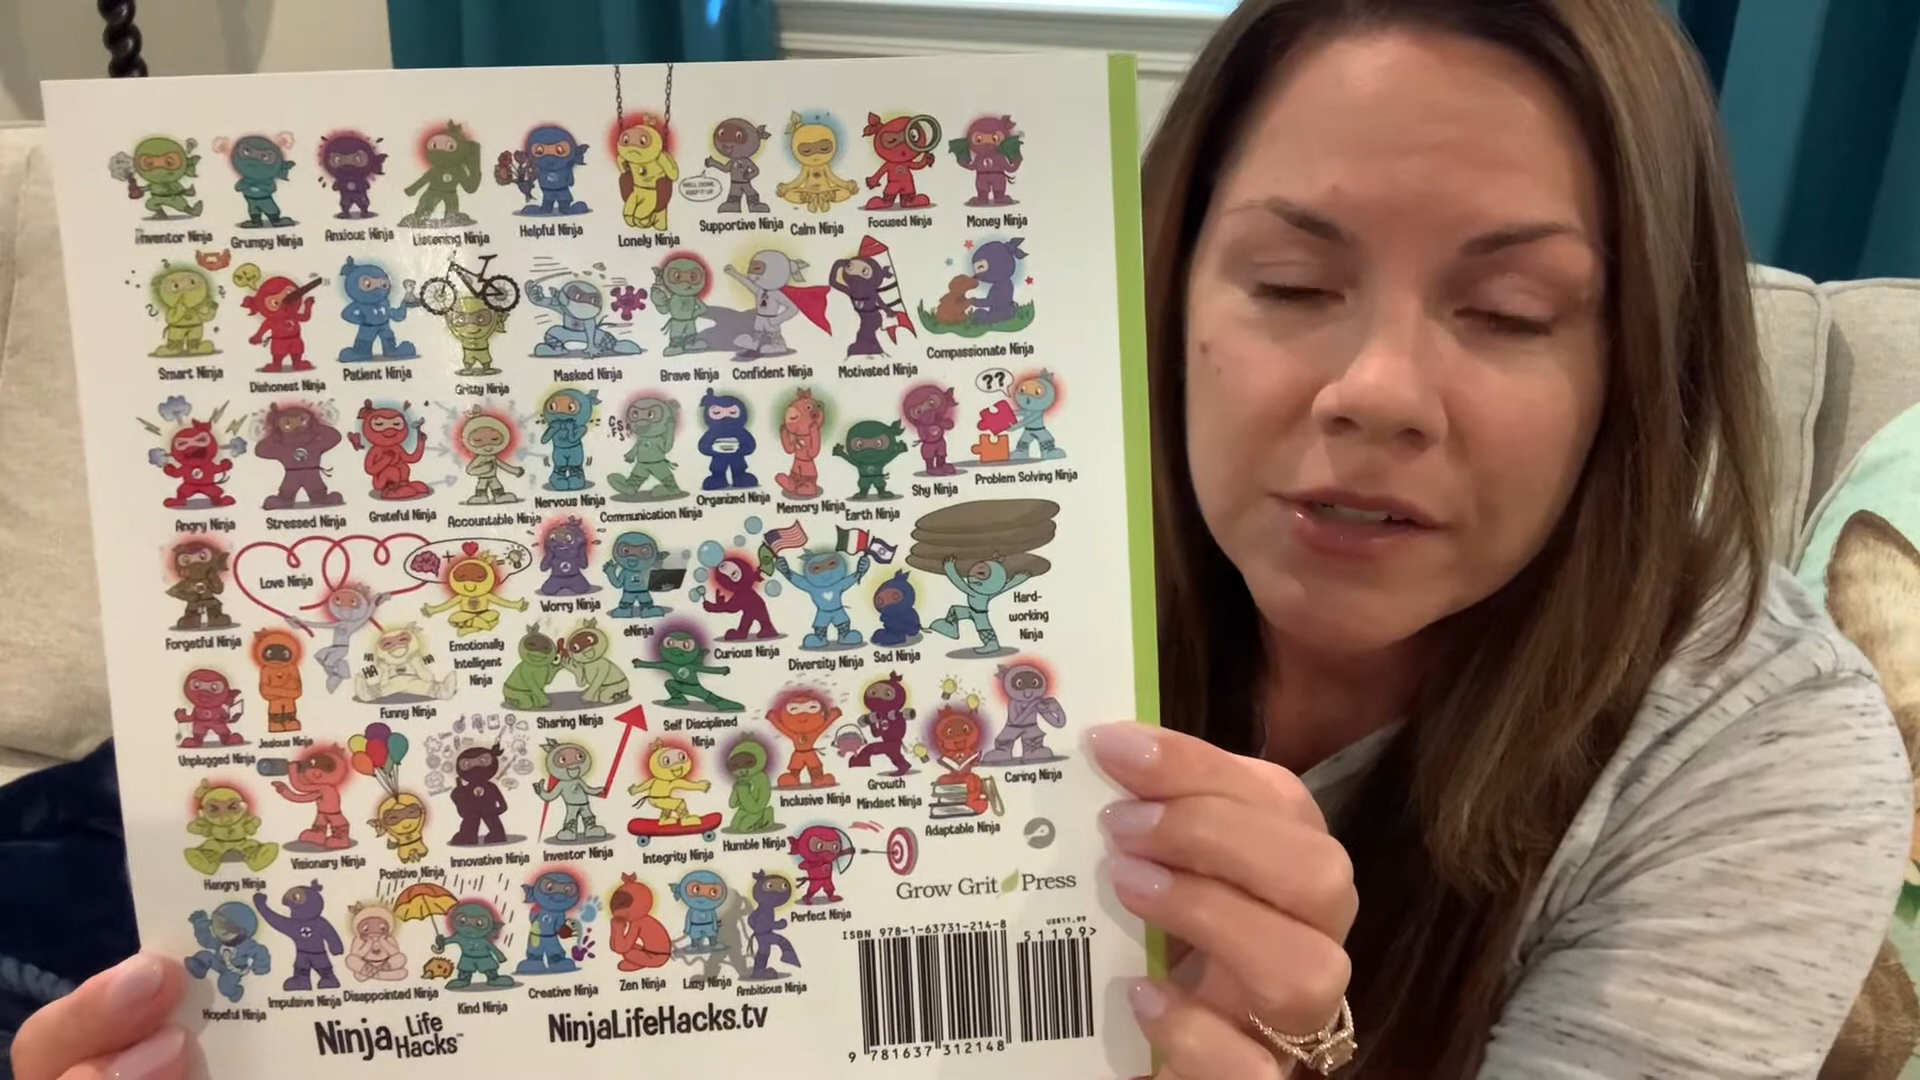 Inventor Ninja
Grumpy Ninja
Anxious Ninja
Listening Ninja
Helpful Ninja
Lonely Ninja
WELL DONE,
KEEP IT UP
Supportive Ninja
Calm Ninja
Focused Ninja
Money Ninja
Smart Ninja
Dishonest Ninja
Patient Ninja
Gritty Ninja
Masked Ninja
Brave Ninja
Confident Ninja
Motivated Ninja
Compassionate Ninja
Angry Ninja
Stressed Ninja
Grateful Ninja
Accountable Ninja
Nervous Ninja
Communication Ninja
Organized Ninja
Memory Ninja
Earth Ninja
Shy Ninja
??
Problem Solving Ninja
Forgetful Ninja
Love Ninja
Emotionally
Intelligent
Ninja
Worry Ninja
eNinja
Curious Ninja
Diversity Ninja
Sad Ninja
Hard-
working
Ninja
Unplugged Ninja
Jealous Ninja
HA
HA
Funny Ninja
Sharing Ninja
Self Disciplined
Ninja
Inclusive Ninja
Growth
Mindset Ninja
Adaptable Ninja
Caring Ninja
Hangry Ninja
Visionary Ninja
Positive Ninja
Innovative Ninja
Investor Ninja
Integrity Ninja
Humble Ninja
Perfect Ninja
Hopeful Ninja
Impulsive Ninja
Disappointed Ninja
Kind Ninja
Creative Ninja
Zen Ninja
Lazy Ninja
Ambitious Ninja
Grow Grit Press
ISBN 978-1-63731-214-8
US$11.99
51199>
9 781637 312148
Ninja Life Hacks™
NinjaLifeHacks.tv